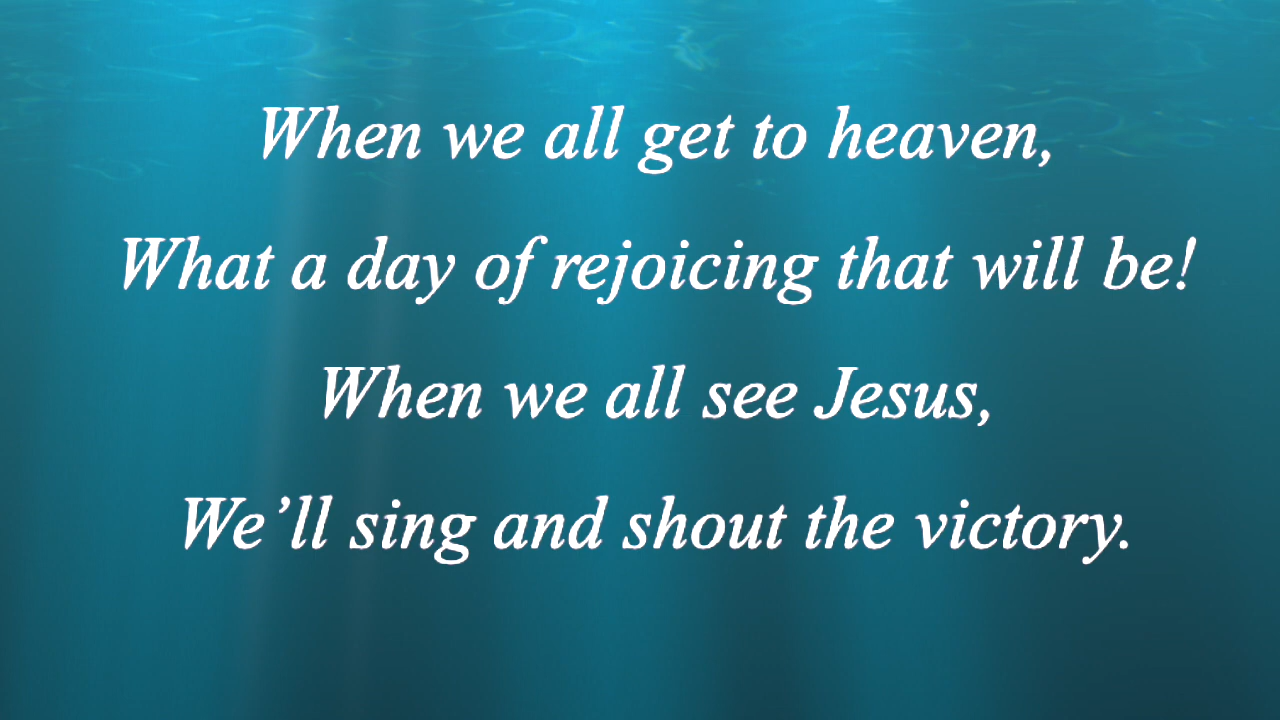 When we all get to heaven,
What a day of rejoicing that will be!
When we all see Jesus,
We’ll sing and shout the victory.